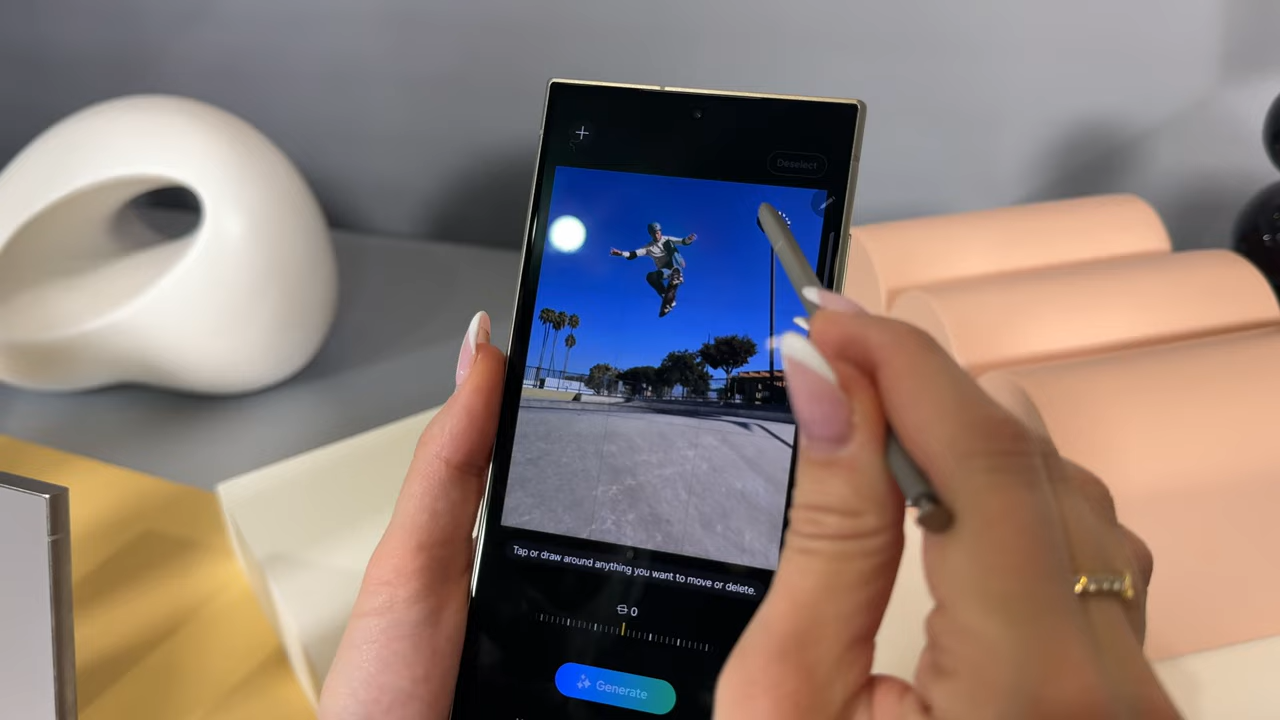 Deselect
Tap or draw around anything you want to move or delete.
0
Generate